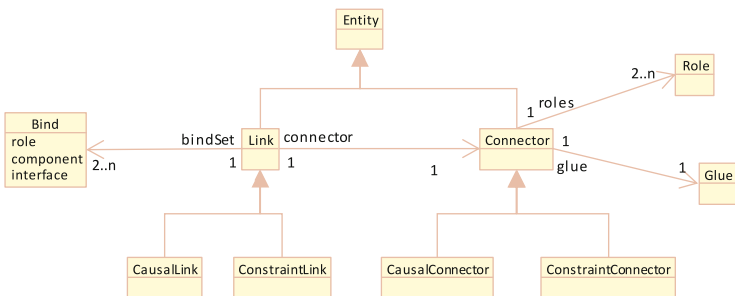 Entity
Role
2..n
roles
1
Bind
role
component
interface
bindSet
Link
connector
Connector
1
2..n
1
1
1
glue
1
Glue
CausalLink
ConstraintLink
CausalConnector
ConstraintConnector